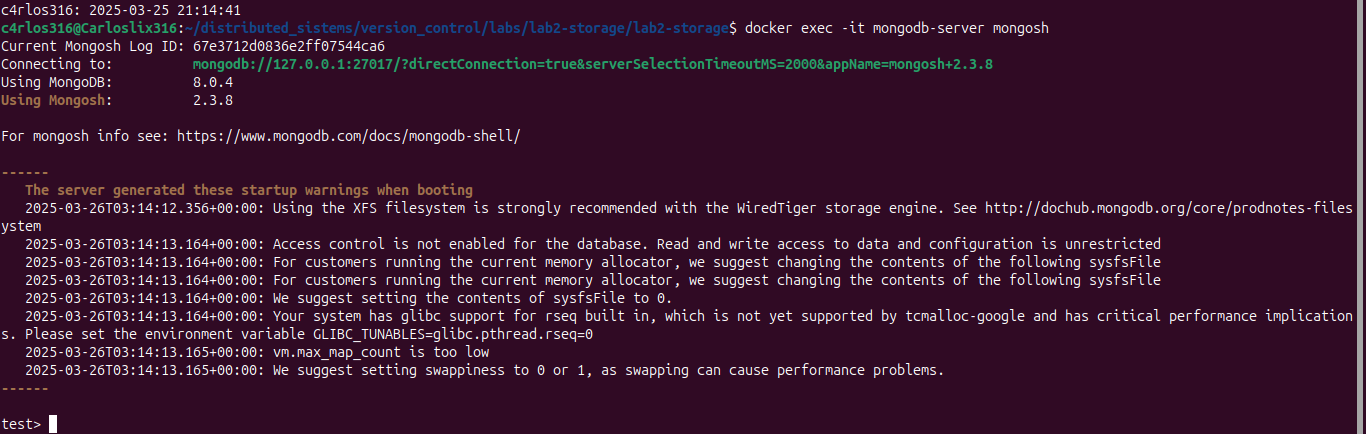 c4rlos316: 2025-03-25 21:14:41
c4rlos316@Carloslix316:~/distributed_sistems/version_control/labs/lab2-storage/lab2-storage$ docker exec -it mongodb-server mongosh
Current Mongosh Log ID: 67e3712d0836e2ff07544ca6
Connecting to:          mongodb://127.0.0.1:27017/?directConnection=true&serverSelectionTimeoutMS=2000&appName=mongosh+2.3.8
Using MongoDB:          8.0.4
Using Mongosh:          2.3.8
For mongosh info see: https://www.mongodb.com/docs/mongodb-shell/
------
   The server generated these startup warnings when booting
   2025-03-26T03:14:12.356+00:00: Using the XFS filesystem is strongly recommended with the WiredTiger storage engine. See http://dochub.mongodb.org/core/prodnotes-files
ystem
   2025-03-26T03:14:13.164+00:00: Access control is not enabled for the database. Read and write access to data and configuration is unrestricted
   2025-03-26T03:14:13.164+00:00: For customers running the current memory allocator, we suggest changing the contents of the following sysfsFile
   2025-03-26T03:14:13.164+00:00: For customers running the current memory allocator, we suggest changing the contents of the following sysfsFile
   2025-03-26T03:14:13.164+00:00: We suggest setting the contents of sysfsFile to 0.
   2025-03-26T03:14:13.164+00:00: Your system has glibc support for rseq built in, which is not yet supported by tcmalloc-google and has critical performance implication
s. Please set the environment variable GLIBC_TUNABLES=glibc.pthread.rseq=0
   2025-03-26T03:14:13.165+00:00: vm.max_map_count is too low
   2025-03-26T03:14:13.165+00:00: We suggest setting swappiness to 0 or 1, as swapping can cause performance problems.
------
test>